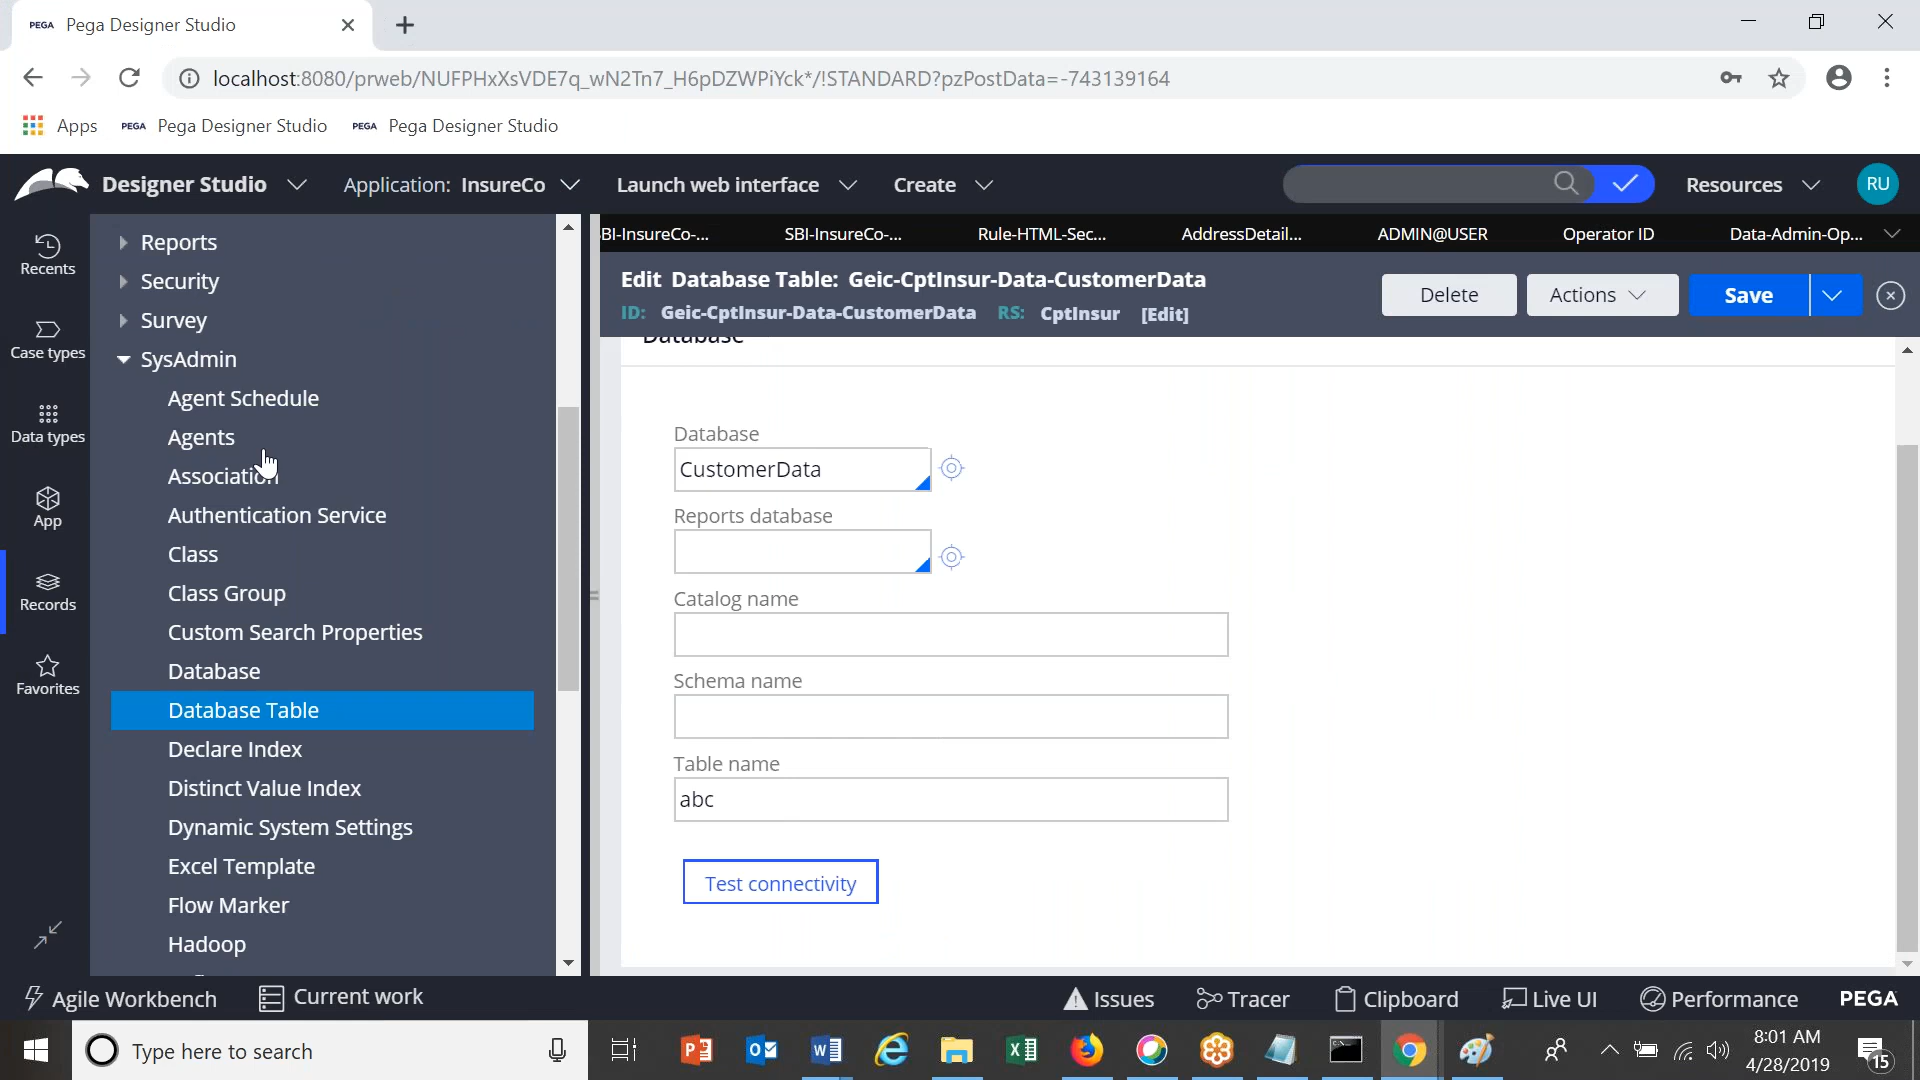 PEGA Pega Designer Studio
localhost:8080/prweb/NUFPHxXsVDE7q_wN2Tn7_H6pDZWPiYck*/!STANDARD?pzPostData=-743139164
Apps PEGA Pega Designer Studio PEGA Pega Designer Studio
Designer Studio Application: InsureCo Launch web interface Create Resources RU
Recents
Case types
Data types
App
Records
Favorites
Reports
Security
Survey
SysAdmin
Agent Schedule
Agents
Association
Authentication Service
Class
Class Group
Custom Search Properties
Database
Database Table
Declare Index
Distinct Value Index
Dynamic System Settings
Excel Template
Flow Marker
Hadoop
BI-InsureCo-... SBI-InsureCo-... Rule-HTML-Sec... AddressDetail... ADMIN@USER Operator ID Data-Admin-Op...
Edit Database Table: Geic-CptInsur-Data-CustomerData
ID: Geic-CptInsur-Data-CustomerData RS: CptInsur [Edit]
Delete Actions Save
Database
Database
CustomerData
Reports database
Catalog name
Schema name
Table name
abc
Test connectivity
Agile Workbench Current work Issues Tracer Clipboard Live UI Performance PEGA
Type here to search
8:01 AM
4/28/2019
15